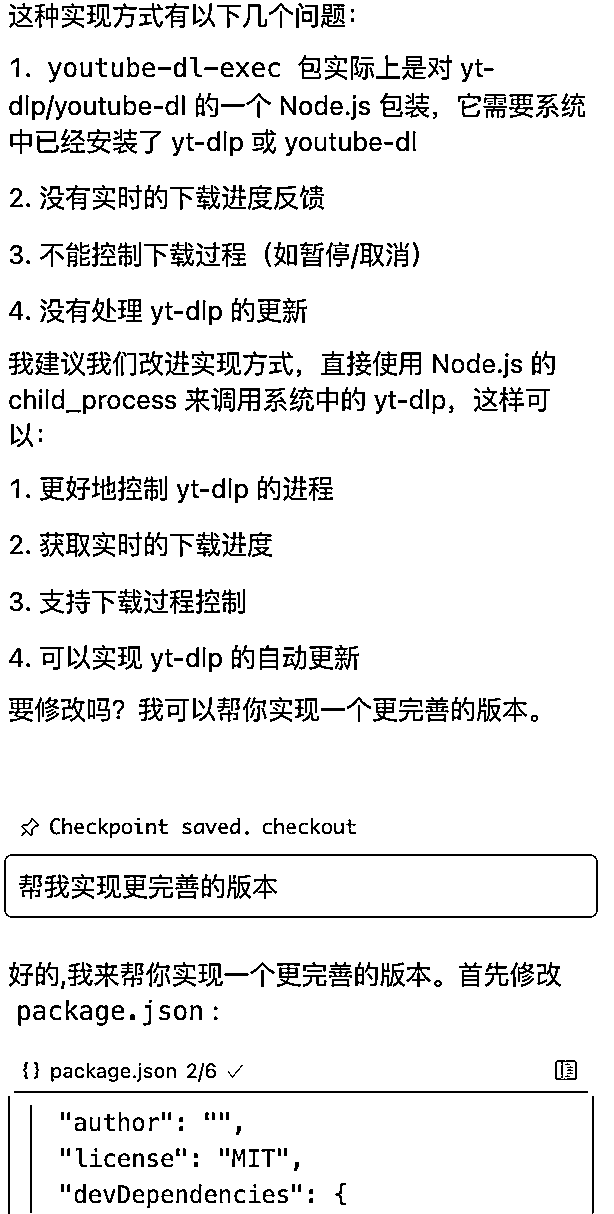 这种实现方式有以下几个问题：
1. youtube-dl-exec 包实际上是对 yt-
dlp/youtube-dl 的一个 Node.js 包装，它需要系统
中已经安装了 yt-dlp 或 youtube-dl
2. 没有实时的下载进度反馈
3. 不能控制下载过程（如暂停/取消）
4. 没有处理 yt-dlp 的更新
我建议我们改进实现方式，直接使用 Node.js 的
child_process 来调用系统中的 yt-dlp，这样可
以：
1. 更好地控制 yt-dlp 的进程
2. 获取实时的下载进度
3. 支持下载过程控制
4. 可以实现 yt-dlp 的自动更新
要修改吗？我可以帮你实现一个更完善的版本。
Checkpoint saved. checkout
帮我实现更完善的版本
好的,我来帮你实现一个更完善的版本。首先修改
package.json：
{} package.json 2/6 ✓
"author": "",
"license": "MIT",
"devDependencies": {